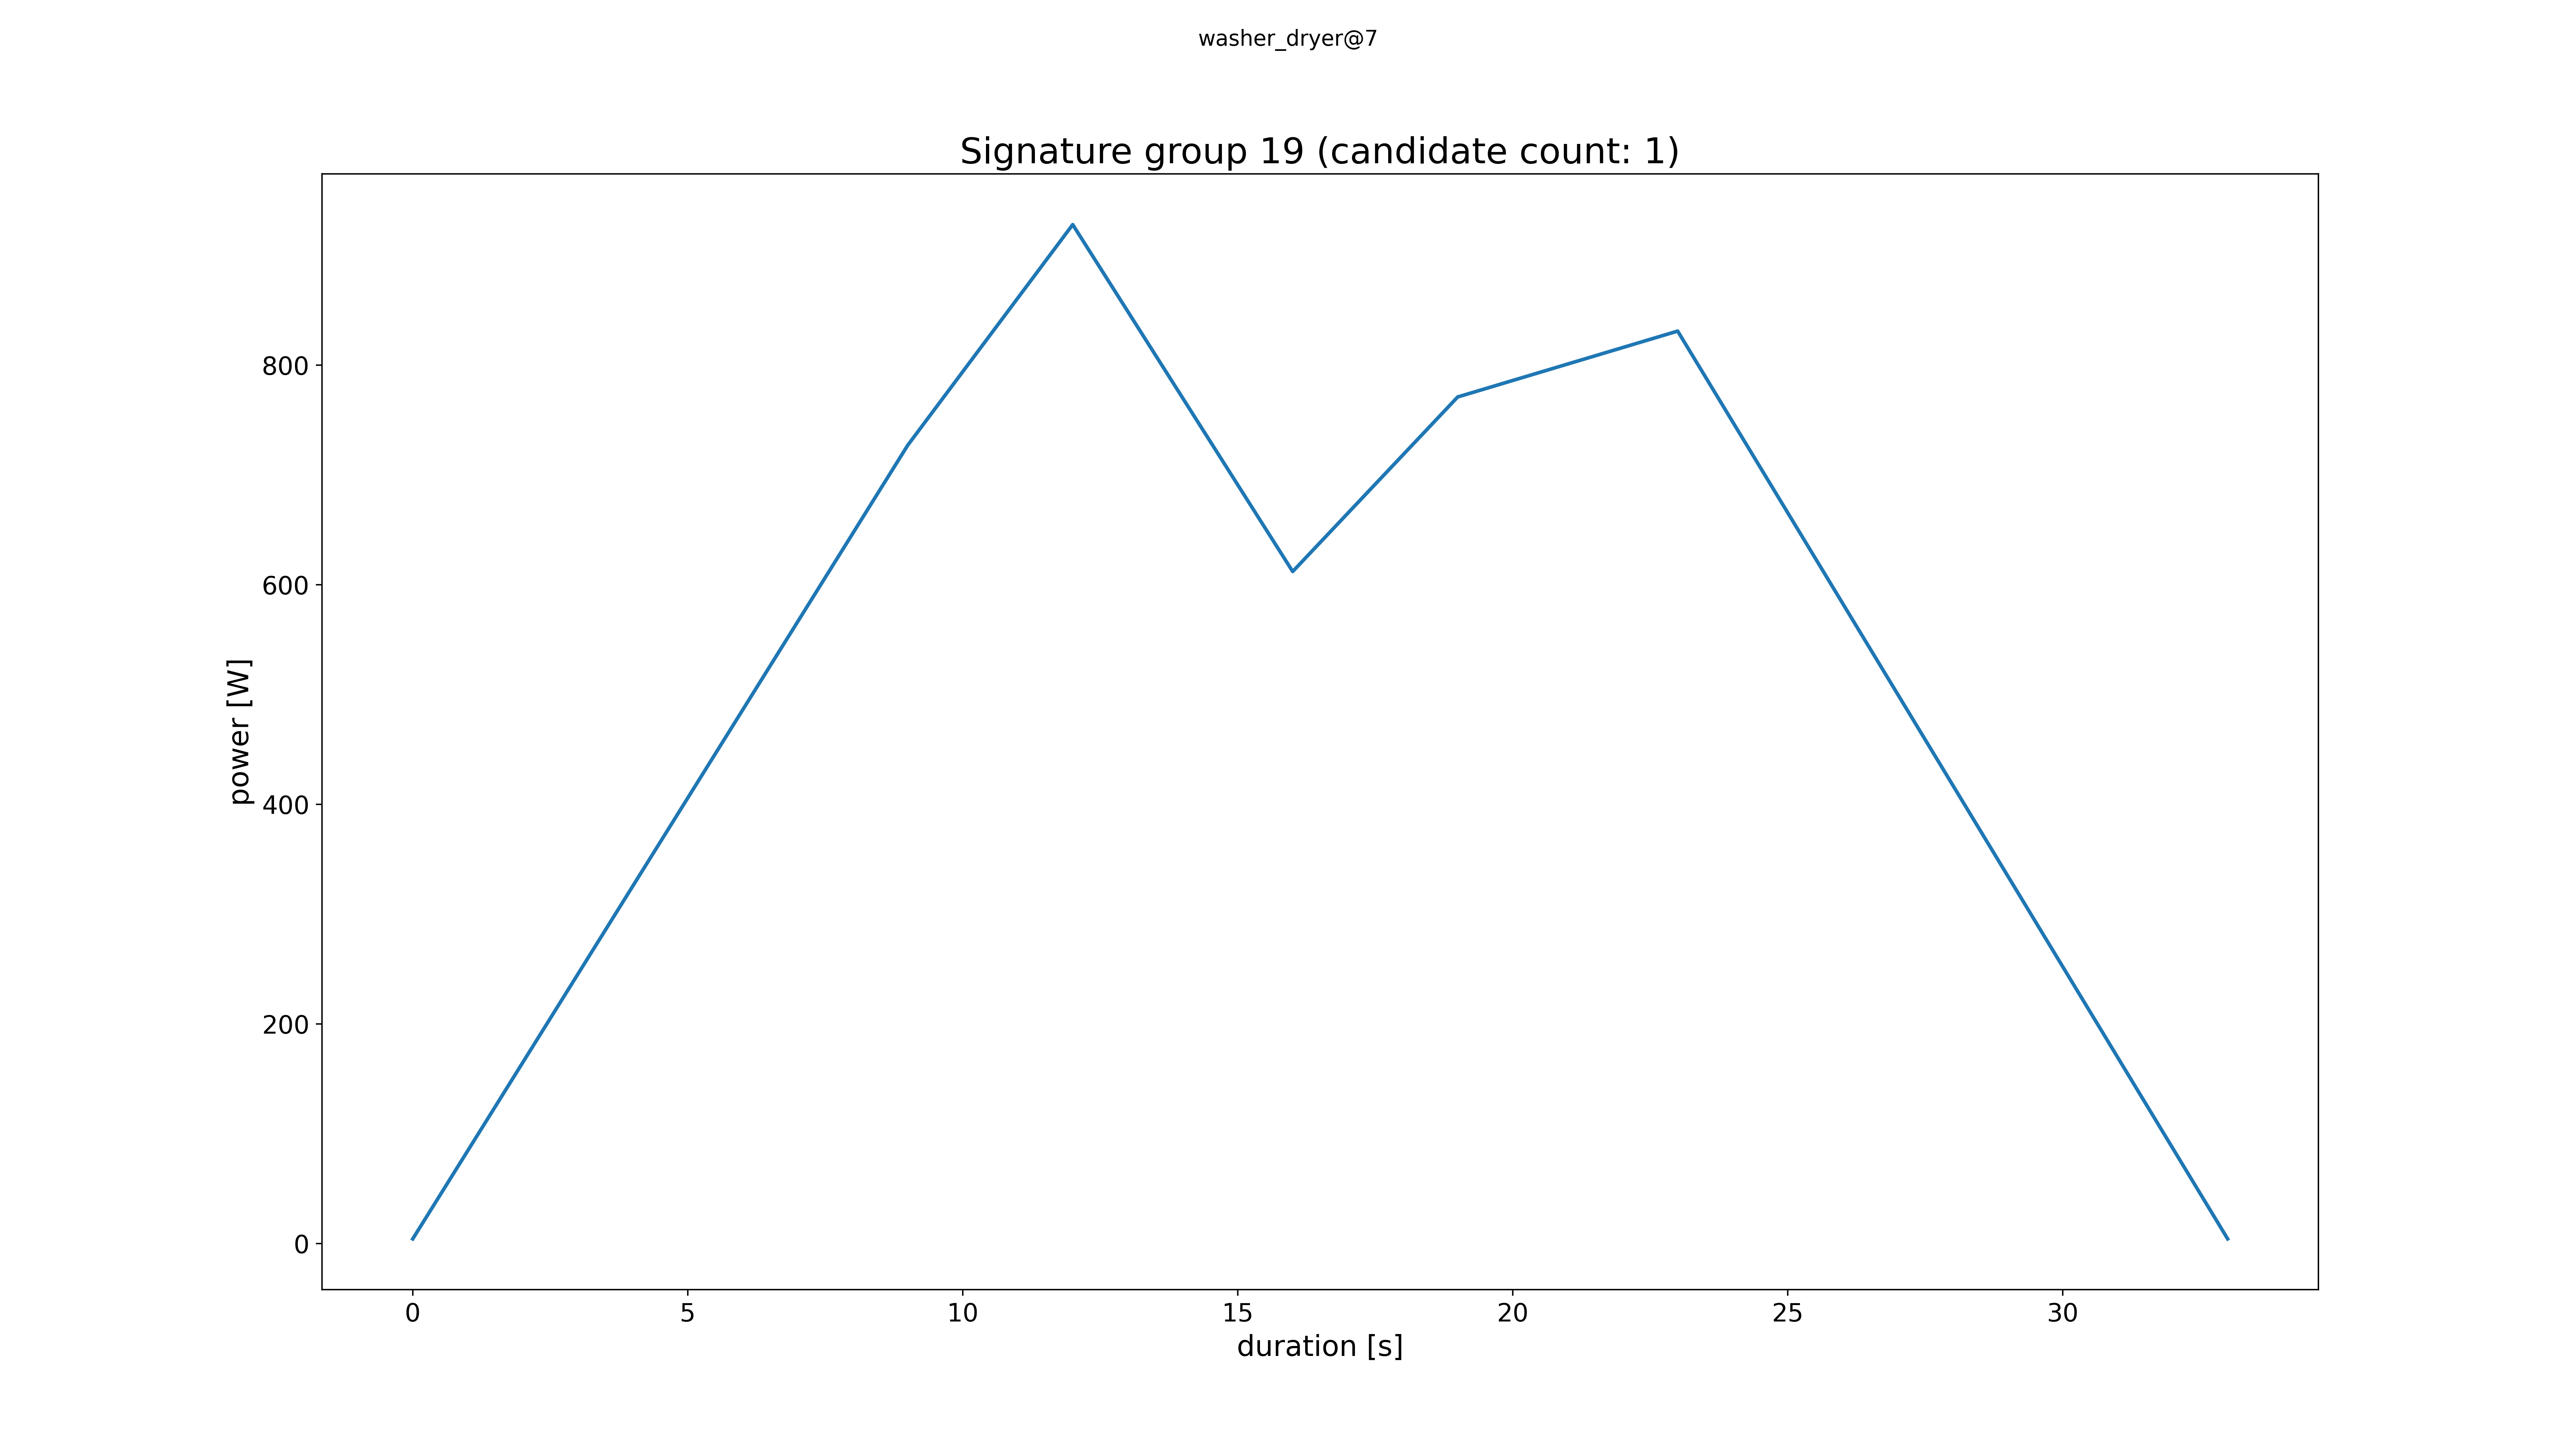 washer_dryer@7
Signature group 19 (candidate count: 1)
power [W]
800
600
400
200
0
0 5 10 15 20 25 30
duration [s]